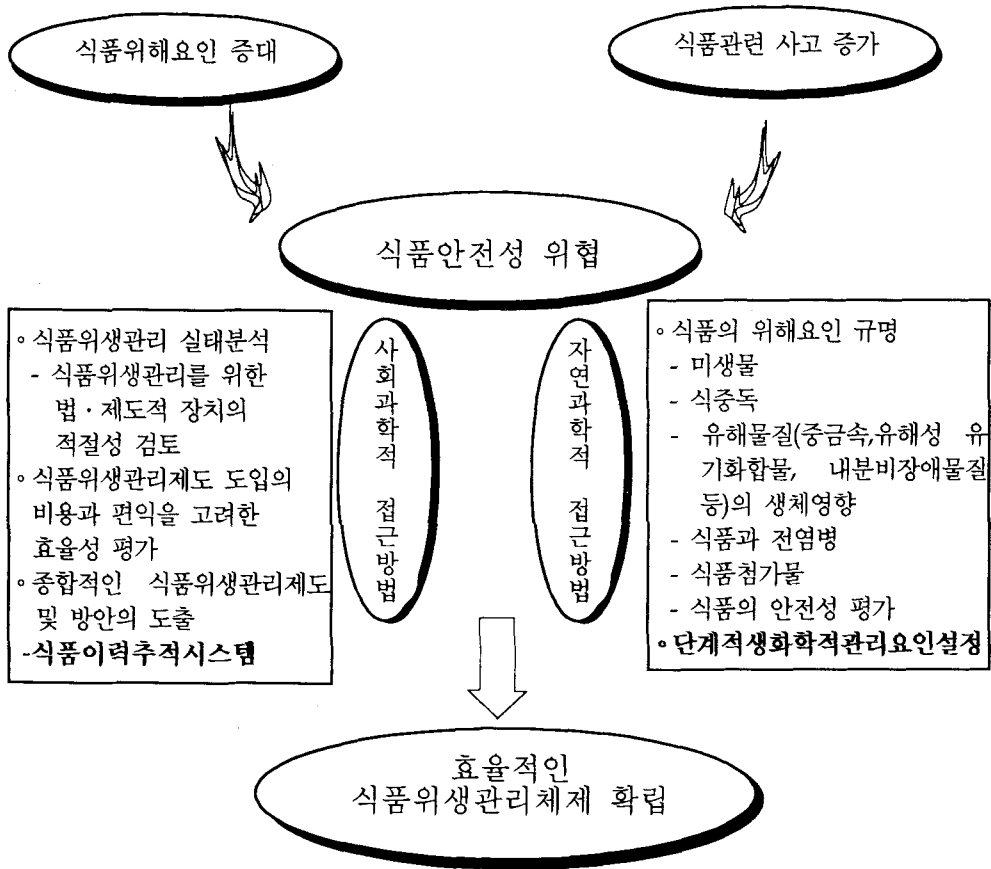 식품위해요인 증대
식품관련 사고 증가
식품안전성 위협
◦ 식품위생관리 실태분석
- 식품위생관리를 위한
법 · 제도적 장치의
적절성 검토
◦ 식품위생관리제도 도입의
비용과 편익을 고려한
효율성 평가
◦ 종합적인 식품위생관리제도
및 방안의 도출
-식품이력추적시스템
사회과학적 접근방법
자연과학적 접근방법
◦ 식품의 위해요인 규명
- 미생물
- 식중독
- 유해물질(중금속,유해성 유
기화합물, 내분비장애물질
등)의 생체영향
- 식품과 전염병
- 식품첨가물
- 식품의 안전성 평가
◦ 단계적생화학적관리요인설정
효율적인
식품위생관리체제 확립